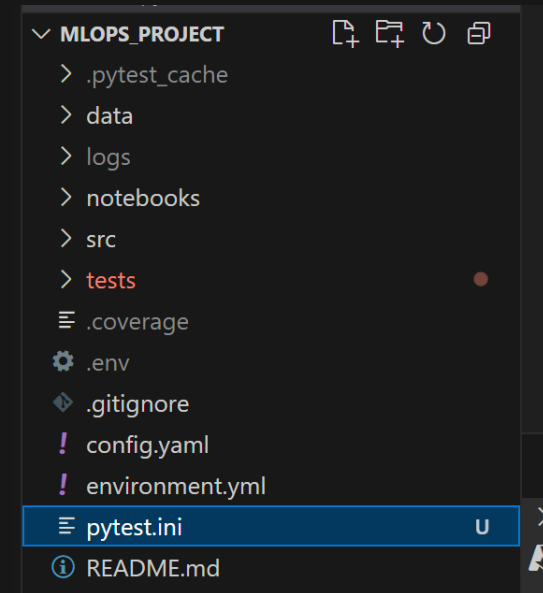 MLOPS_PROJECT
.pytest_cache
data
logs
notebooks
src
tests
.coverage
.env
.gitignore
! config.yaml
! environment.yml
pytest.ini U
README.md